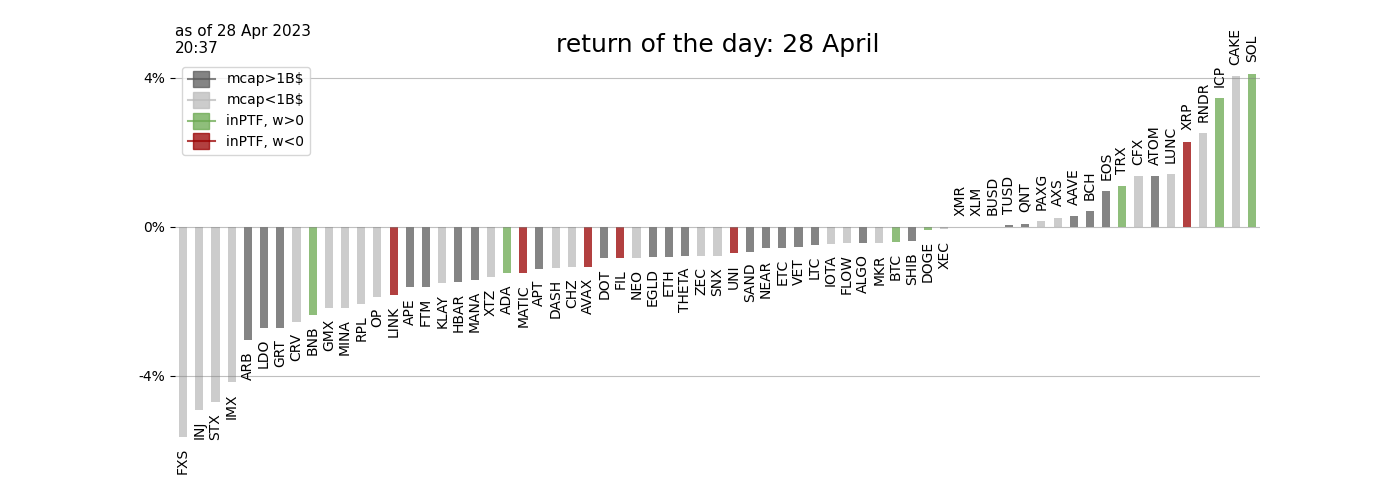 as of 28 Apr 2023
20:37
return of the day: 28 April
mcap>1B$
mcap<1B$
inPTF, w>0
inPTF, w<0
4%
0%
-4%
FXS
INJ
STX
IMX
ARB
LDO
GRT
CRV
BNB
GMX
MINA
RPL
OP
LINK
APE
FTM
KLAY
HBAR
MANA
XTZ
ADA
MATIC
APT
DASH
CHZ
AVAX
DOT
FIL
NEO
EGLD
ETH
THETA
ZEC
SNX
UNI
SAND
NEAR
ETC
VET
LTC
IOTA
FLOW
ALGO
MKR
BTC
SHIB
DOGE
XEC
XMR
XLM
BUSD
TUSD
QNT
PAXG
AXS
AAVE
BCH
EOS
TRX
CFX
ATOM
LUNC
XRP
RNDR
ICP
CAKE
SOL